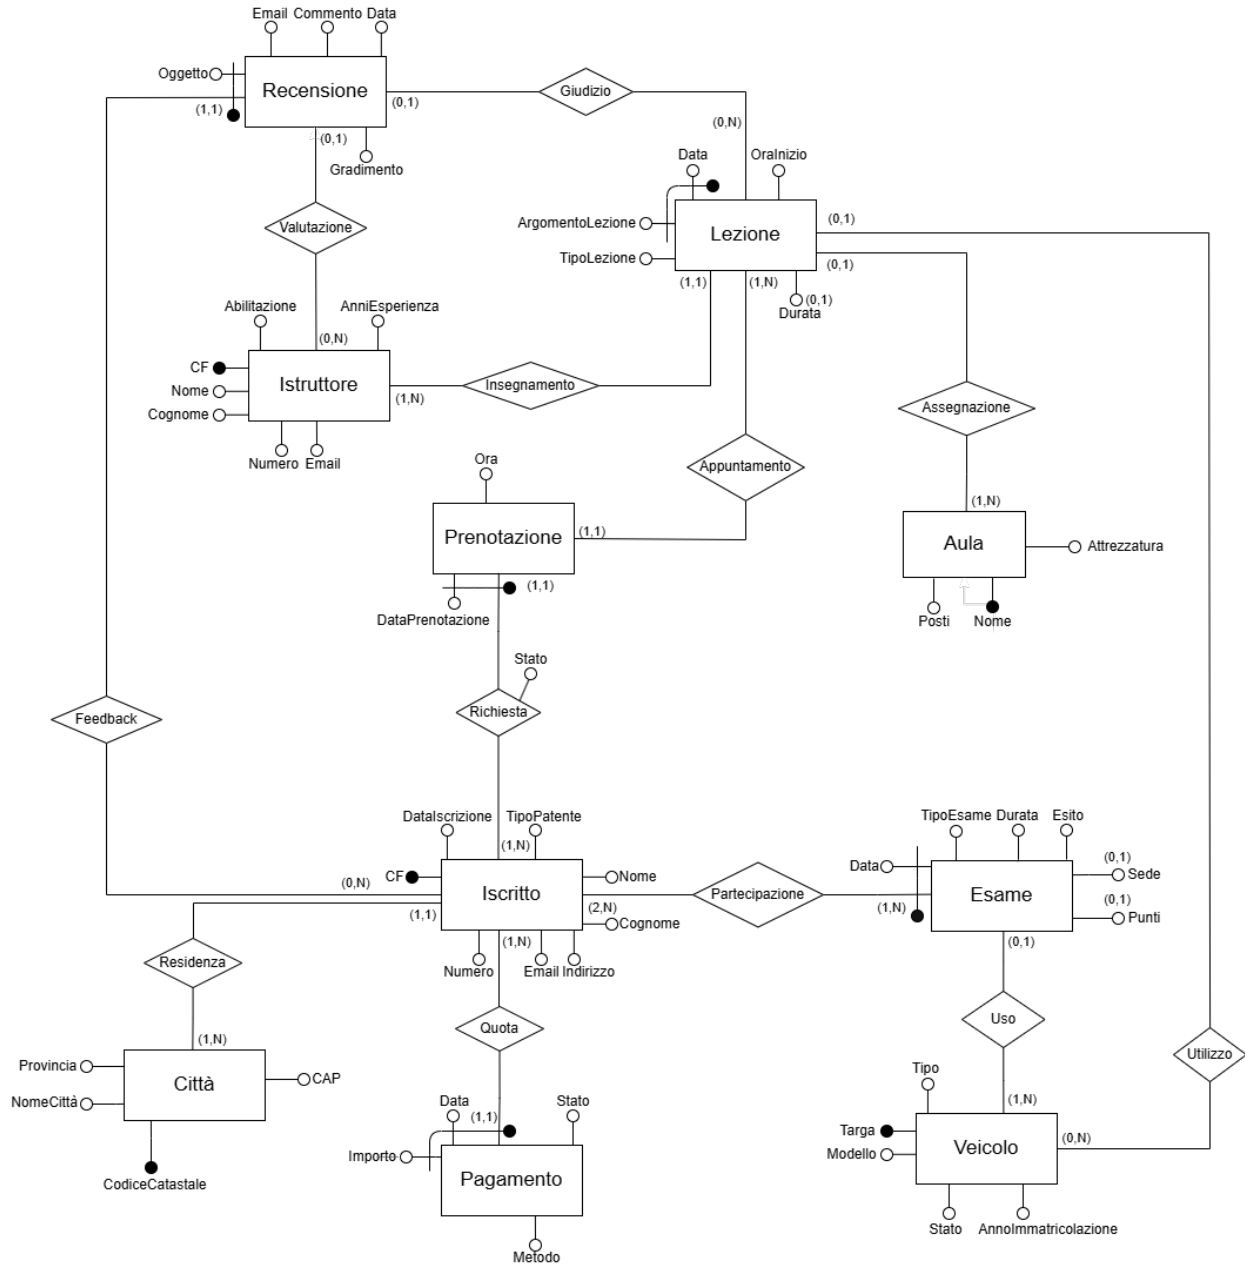 Email Commento Data
Oggetto
Recensione
(1,1)
(0,1)
(0,1)
Gradimento
Giudizio
(0,N)
Data
OraInizio
ArgomentoLezione
Lezione
TipoLezione
(0,1)
(0,1)
(1,1)
(1,N)
(0,1)
Durata
Valutazione
Abilitazione
AnniEsperienza
(0,N)
CF
Istruttore
Nome
Cognome
(1,N)
Numero Email
Insegnamento
Assegnazione
Appuntamento
Ora
Prenotazione
(1,1)
(1,1)
DataPrenotazione
(1,N)
Aula
Attrezzatura
Posti
Nome
Stato
Richiesta
Feedback
DataIscrizione
TipoPatente
(1,N)
CF
Iscritto
Nome
(0,N)
(1,1)
(2,N)
Cognome
(1,N)
Numero
Email Indirizzo
Partecipazione
TipoEsame Durata Esito
Data
Esame
(0,1)
Sede
(0,1)
Punti
(1,N)
(0,1)
Residenza
Quota
Uso
Utilizzo
(1,N)
Provincia
Città
CAP
NomeCittà
CodiceCatastale
Data
Stato
(1,1)
Importo
Pagamento
Metodo
Tipo
(1,N)
Targa
Veicolo
(0,N)
Modello
Stato
AnnoImmatricolazione